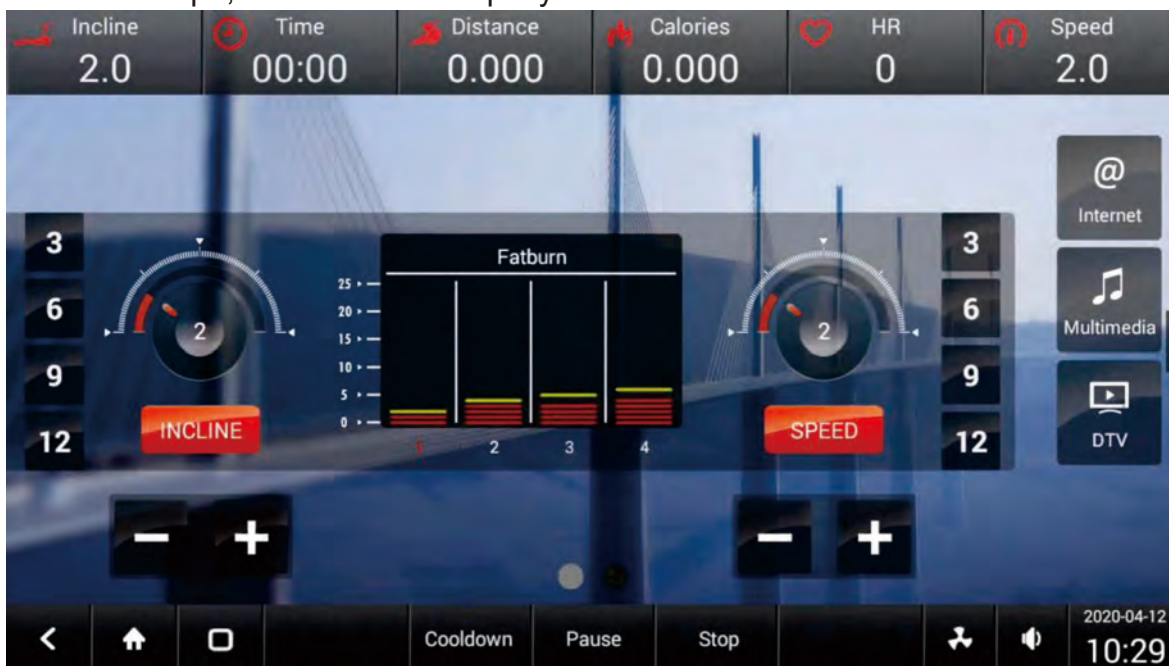 Incline
2.0
Time
00:00
Distance
0.000
Calories
0.000
HR
0
Speed
2.0
@
Internet
Multimedia
DTV
3
6
9
12
2
INCLINE
Fatburn
25
20
15
10
5
0
1 2 3 4
2
SPEED
3
6
9
12
− +
− +
Cooldown Pause Stop
2020-04-12
10:29